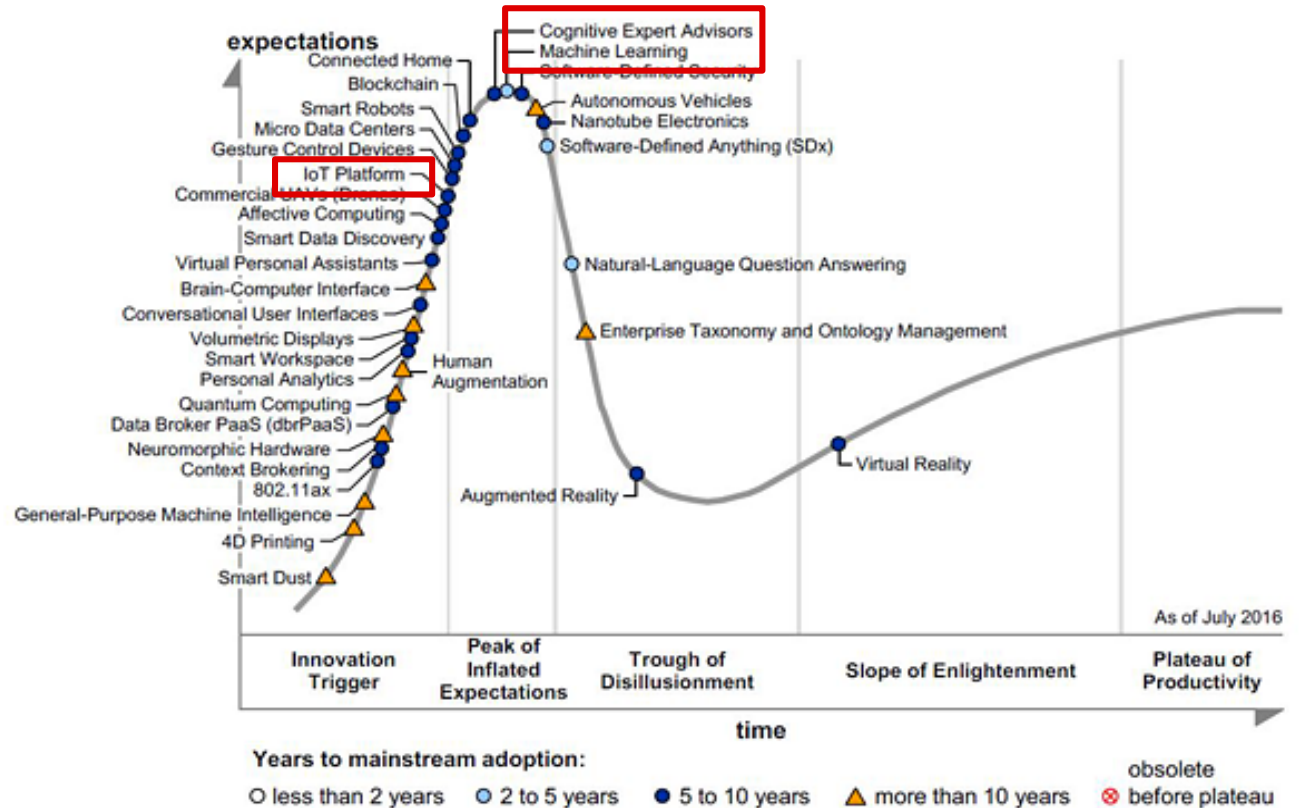 expectations
Cognitive Expert Advisors
Machine Learning
Software-Defined Security
Connected Home
Blockchain
Smart Robots
Micro Data Centers
Gesture Control Devices
IoT Platform
Commercial UAVs (Drones)
Affective Computing
Smart Data Discovery
Virtual Personal Assistants
Brain-Computer Interface
Conversational User Interfaces
Volumetric Displays
Smart Workspace
Personal Analytics
Quantum Computing
Data Broker PaaS (dbrPaaS)
Neuromorphic Hardware
Context Brokering
802.11ax
General-Purpose Machine Intelligence
4D Printing
Smart Dust
Human
Augmentation
Autonomous Vehicles
Nanotube Electronics
Software-Defined Anything (SDx)
Natural-Language Question Answering
Enterprise Taxonomy and Ontology Management
Augmented Reality
Virtual Reality
As of July 2016
Innovation
Trigger
Peak of
Inflated
Expectations
Trough of
Disillusionment
Slope of Enlightenment
Plateau of
Productivity
time
Years to mainstream adoption:
less than 2 years
2 to 5 years
5 to 10 years
more than 10 years
obsolete
before plateau